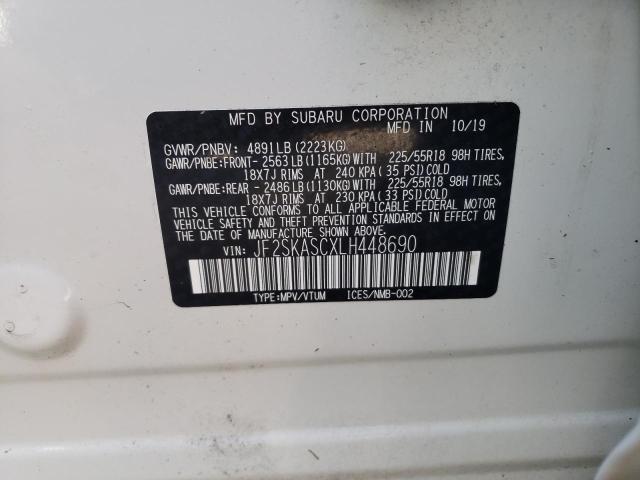 MFD BY SUBARU CORPORATION
MFD IN 10/19
GVWR/PNBV: 4891LB(2223KG)
GAWR/PNBE:FRONT- 2563LB(1165KG)WITH 225/55R18 98H TIRES,
18X7J RIMS AT 240 KPA(35 PSI)COLD
GAWR/PNBE:REAR - 2486LB(1130KG)WITH 225/55R18 98H TIRES,
18X7J RIMS AT 230 KPA(33 PSI)COLD
THIS VEHICLE CONFORMS TO ALL APPLICABLE FEDERAL MOTOR
VEHICLE SAFETY AND THEFT PREVENTION STANDARDS IN EFFECT
ON THE DATE OF MANUFACTURE SHOWN ABOVE.
VIN: JF2SKASCXLH448690
TYPE:MPV/VTUM ICES/NMB-002